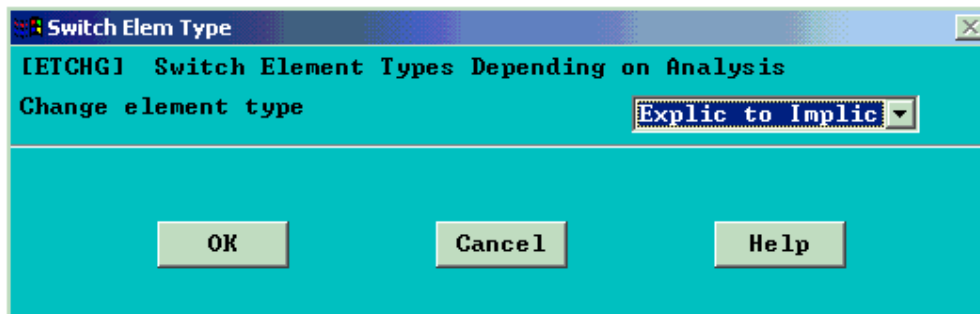 Switch Elem Type
[ETCHG] Switch Element Types Depending on Analysis
Change element type Explic to Implic
OK Cancel Help